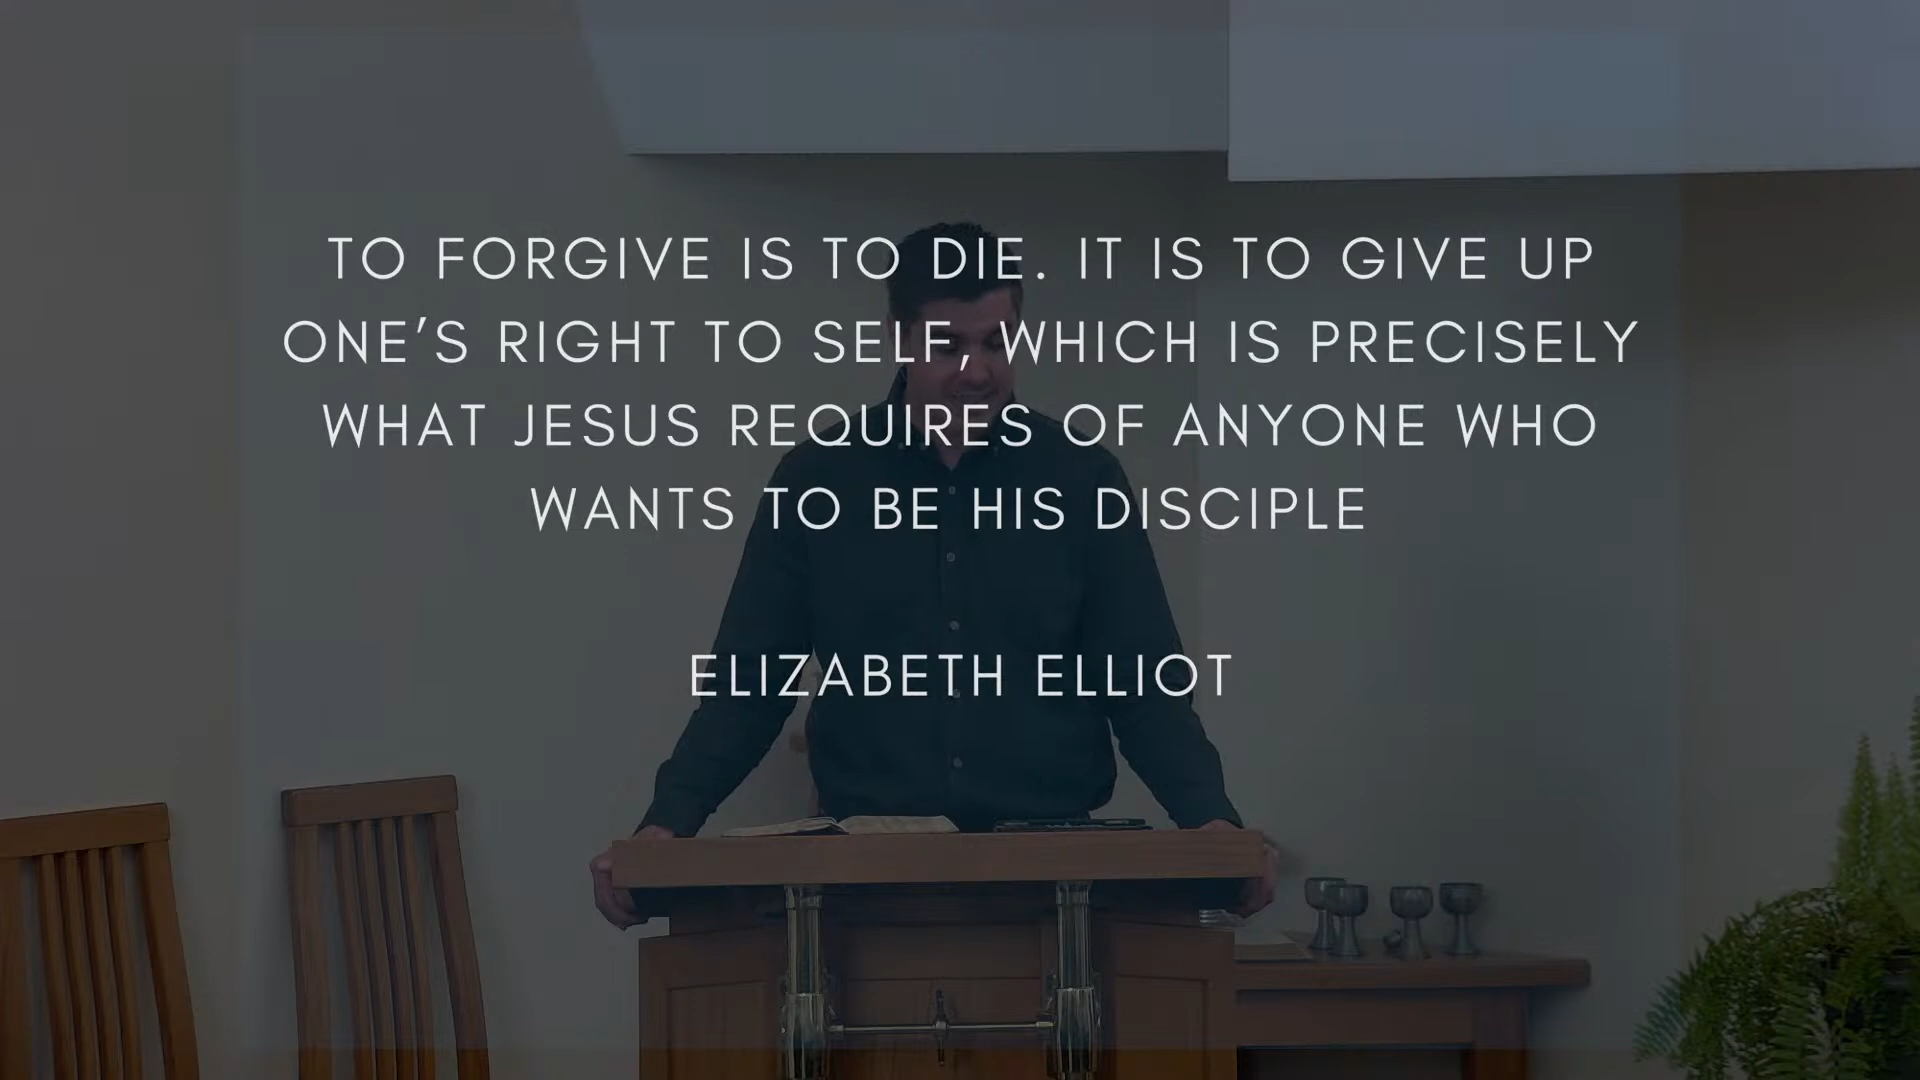 TO FORGIVE IS TO DIE. IT IS TO GIVE UP
ONE’S RIGHT TO SELF, WHICH IS PRECISELY
WHAT JESUS REQUIRES OF ANYONE WHO
WANTS TO BE HIS DISCIPLE
ELIZABETH ELLIOT